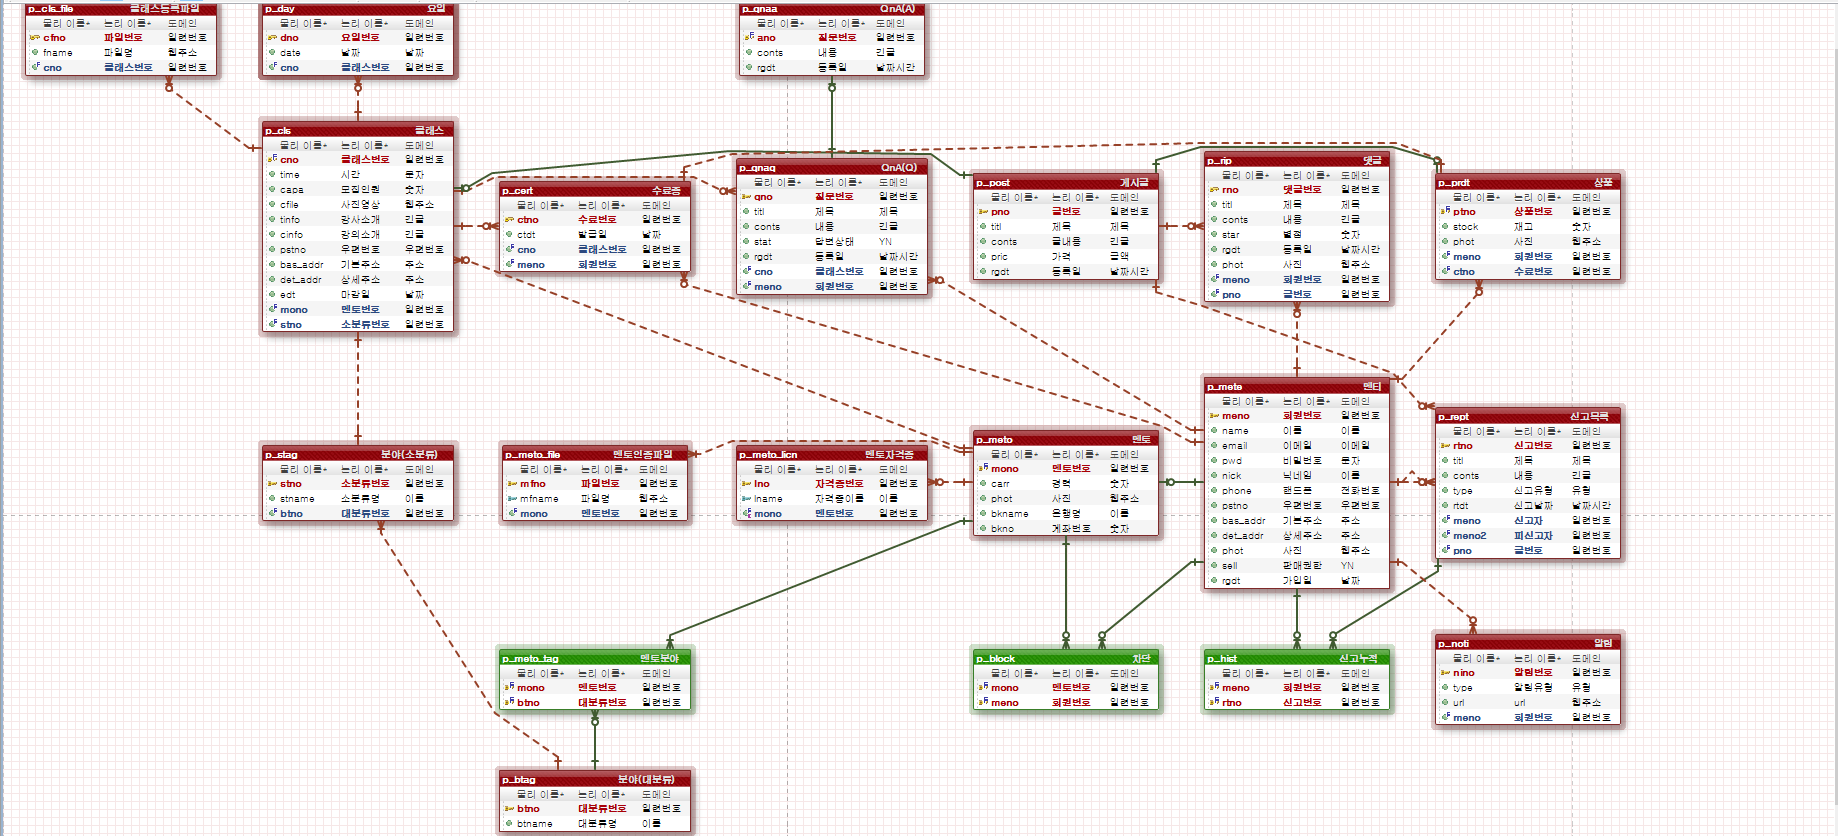 p_cls_file 클래스등록파일
물리 이름 논리 이름 도메인
cfno 파일번호 일련번호
fname 파일명 웹주소
cno 클래스번호 일련번호
p_day 요일
물리 이름 논리 이름 도메인
dno 요일번호 일련번호
date 날짜 날짜
cno 클래스번호 일련번호
p_qnaa QnA(A)
물리 이름 논리 이름 도메인
ano 질문번호 일련번호
conts 내용 긴글
rgdt 등록일 날짜시간
p_cls 클래스
물리 이름 논리 이름 도메인
cno 클래스번호 일련번호
time 시간 문자
capa 모집인원 숫자
cfile 사진영상 웹주소
tinfo 강사소개 긴글
cinfo 강의소개 긴글
pstno 우편번호 우편번호
bas_addr 기본주소 주소
det_addr 상세주소 주소
edt 마감일 날짜
mono 멘토번호 일련번호
stno 소분류번호 일련번호
p_cert 수료증
물리 이름 논리 이름 도메인
ctno 수료번호 일련번호
ctdt 발급일 날짜
cno 클래스번호 일련번호
meno 회원번호 일련번호
p_qnaq QnA(Q)
물리 이름 논리 이름 도메인
qno 질문번호 일련번호
titl 제목 제목
conts 내용 긴글
stat 답변상태 YN
rgdt 등록일 날짜시간
cno 클래스번호 일련번호
meno 회원번호 일련번호
p_post 게시글
물리 이름 논리 이름 도메인
pno 글번호 일련번호
titl 제목 제목
conts 글내용 긴글
pric 가격 금액
rgdt 등록일 날짜시간
p_rip 댓글
물리 이름 논리 이름 도메인
rno 댓글번호 일련번호
titl 제목 제목
conts 내용 긴글
star 별점 숫자
rgdt 등록일 날짜시간
phot 사진 웹주소
meno 회원번호 일련번호
pno 글번호 일련번호
p_prdt 상품
물리 이름 논리 이름 도메인
ptno 상품번호 일련번호
stock 재고 숫자
phot 사진 웹주소
meno 회원번호 일련번호
ctno 수료번호 일련번호
p_stag 분야(소분류)
물리 이름 논리 이름 도메인
stno 소분류번호 일련번호
stname 소분류명 이름
btno 대분류번호 일련번호
p_meto_file 멘토인증파일
물리 이름 논리 이름 도메인
mfno 파일번호 일련번호
mfname 파일명 웹주소
mono 멘토번호 일련번호
p_meto_licn 멘토자격증
물리 이름 논리 이름 도메인
lno 자격증번호 일련번호
lname 자격증이름 이름
mono 멘토번호 일련번호
p_meto 멘토
물리 이름 논리 이름 도메인
mono 멘토번호 일련번호
carr 경력 숫자
phot 사진 웹주소
bkname 은행명 이름
bkno 계좌번호 숫자
p_mete 멘티
물리 이름 논리 이름 도메인
meno 회원번호 일련번호
name 이름 이름
email 이메일 이메일
pwd 비밀번호 문자
nick 닉네임 이름
phone 핸드폰 전화번호
pstno 우편번호 우편번호
bas_addr 기본주소 주소
det_addr 상세주소 주소
phot 사진 웹주소
sell 판매권한 YN
rgdt 가입일 날짜
p_rept 신고목록
물리 이름 논리 이름 도메인
rtno 신고번호 일련번호
titl 제목 제목
conts 내용 긴글
type 신고유형 유형
rtdt 신고날짜 날짜시간
meno 신고자 일련번호
meno2 피신고자 일련번호
pno 글번호 일련번호
p_meto_tag 멘토분야
물리 이름 논리 이름 도메인
mono 멘토번호 일련번호
btno 대분류번호 일련번호
p_block 차단
물리 이름 논리 이름 도메인
mono 멘토번호 일련번호
meno 회원번호 일련번호
p_hist 신고누적
물리 이름 논리 이름 도메인
meno 회원번호 일련번호
rtno 신고번호 일련번호
p_noti 알림
물리 이름 논리 이름 도메인
nino 알림번호 일련번호
type 알림유형 유형
url url 웹주소
meno 회원번호 일련번호
p_btag 분야(대분류)
물리 이름 논리 이름 도메인
btno 대분류번호 일련번호
btname 대분류명 이름